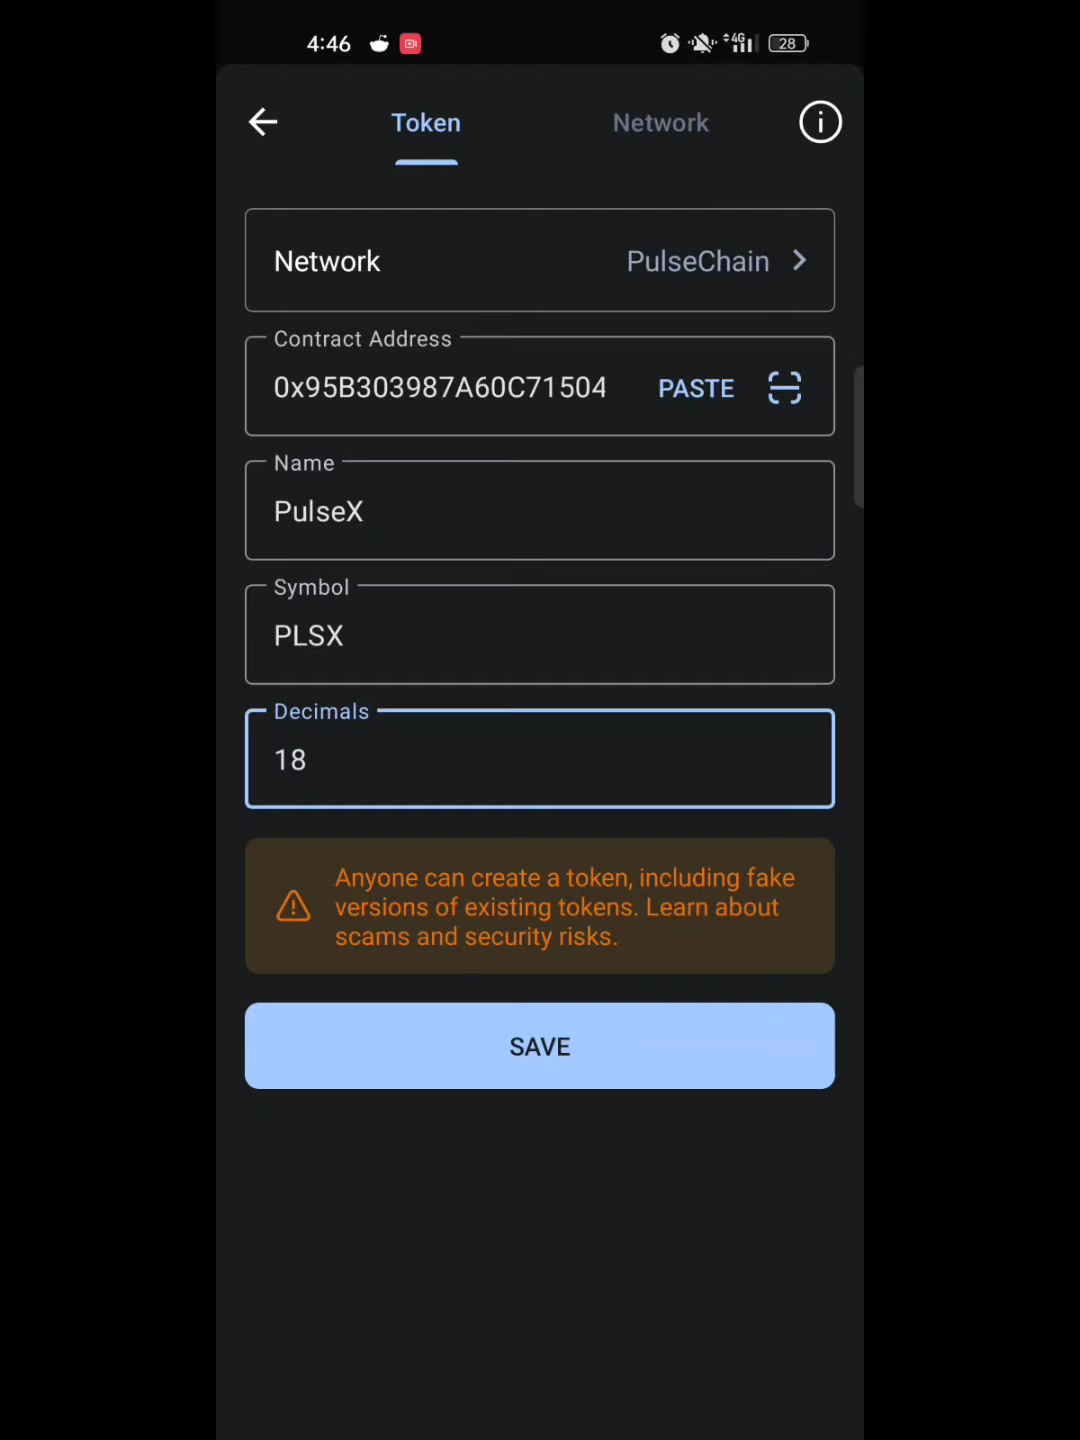 4:46
4G
28
Token
Network
Network
PulseChain
Contract Address
0x95B303987A60C71504
PASTE
Name
PulseX
Symbol
PLSX
Decimals
18
Anyone can create a token, including fake
versions of existing tokens. Learn about
scams and security risks.
SAVE